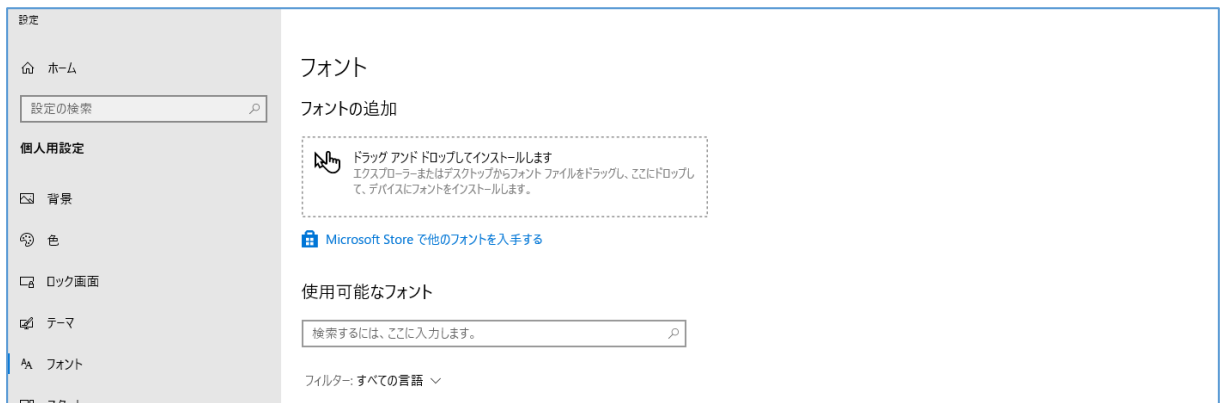 設定
ホーム
設定の検索
個人用設定
背景
色
ロック画面
テーマ
フォント
フォント
フォントの追加
ドラッグ アンド ドロップしてインストールします
エクスプローラーまたはデスクトップからフォント ファイルをドラッグし、ここにドロップし
て、デバイスにフォントをインストールします。
Microsoft Store で他のフォントを入手する
使用可能なフォント
検索するには、ここに入力します。
フィルター: すべての言語